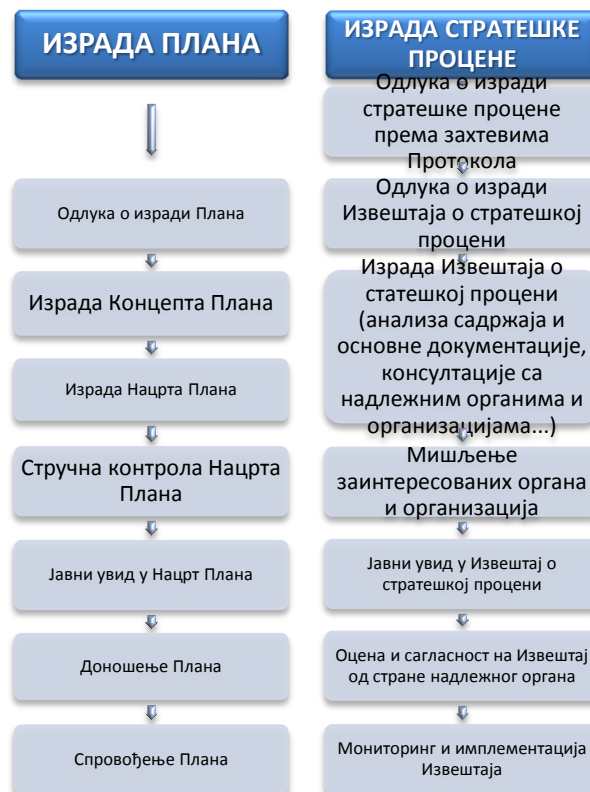 ИЗРАДА ПЛАНА
Одлука о изради Плана
Израда Концепта Плана
Израда Нацрта Плана
Стручна контрола Нацрта
Плана
Јавни увид у Нацрт Плана
Доношење Плана
Спровођење Плана
ИЗРАДА СТРАТЕШКЕ
ПРОЦЕНЕ
Одлука о изради
стратешке процене
према захтевима
Протокола
Одлука о изради
Извештаја о стратешкој
процени
Израда Извештаја о
статешкој процени
(анализа садржаја и
основне документације,
консултације са
надлежним органима и
организацијама...)
Мишљење
заинтересованих органа
и организација
Јавни увид у Извештај о
стратешкој процени
Оцена и сагласност на Извештај
од стране надлежног органа
Мониторинг и имплементација
Извештаја